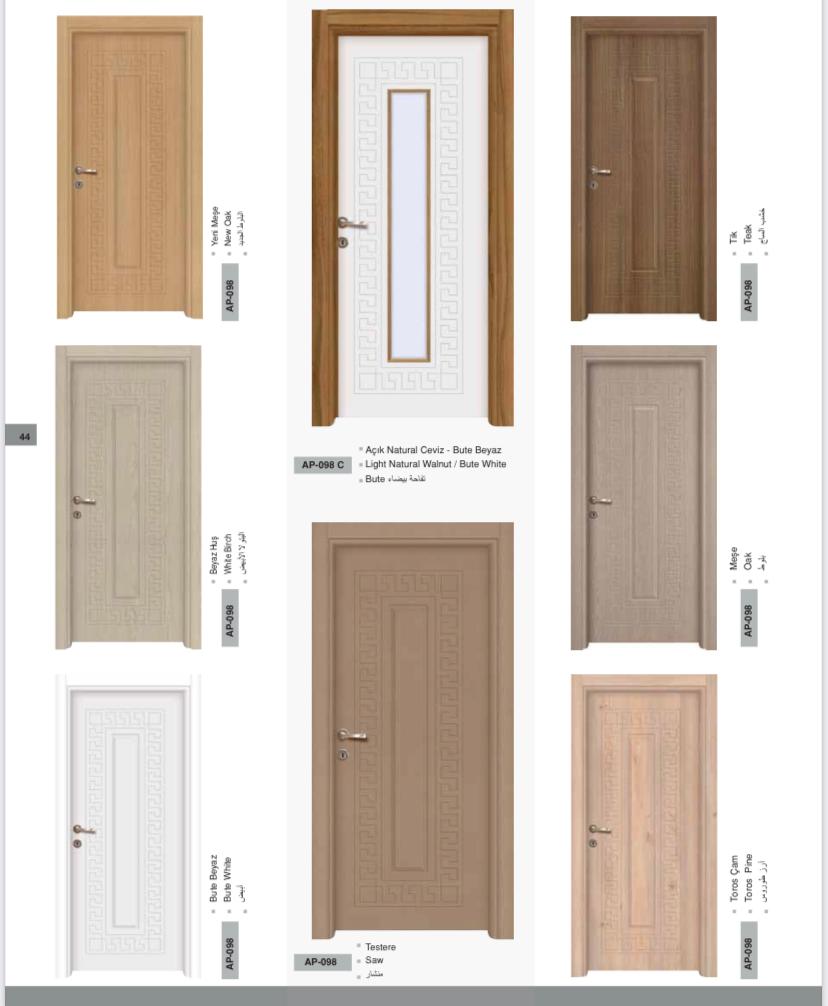 Yeni Meşe
New Oak
البلوط الجديد
AP-098
Tik
Teak
خشب الساج
AP-098
44
AP-098 C
Açık Natural Ceviz - Bute Beyaz
Light Natural Walnut / Bute White
Bute تفاحة بيضاء
Beyaz Huş
White Birch
البتولا الأبيض
AP-098
Meşe
Oak
بلوط
AP-098
Bute Beyaz
Bute White
أبيض
AP-098
AP-098
Testere
Saw
منشار
Toros Çam
Toros Pine
أرز طوروس
AP-098